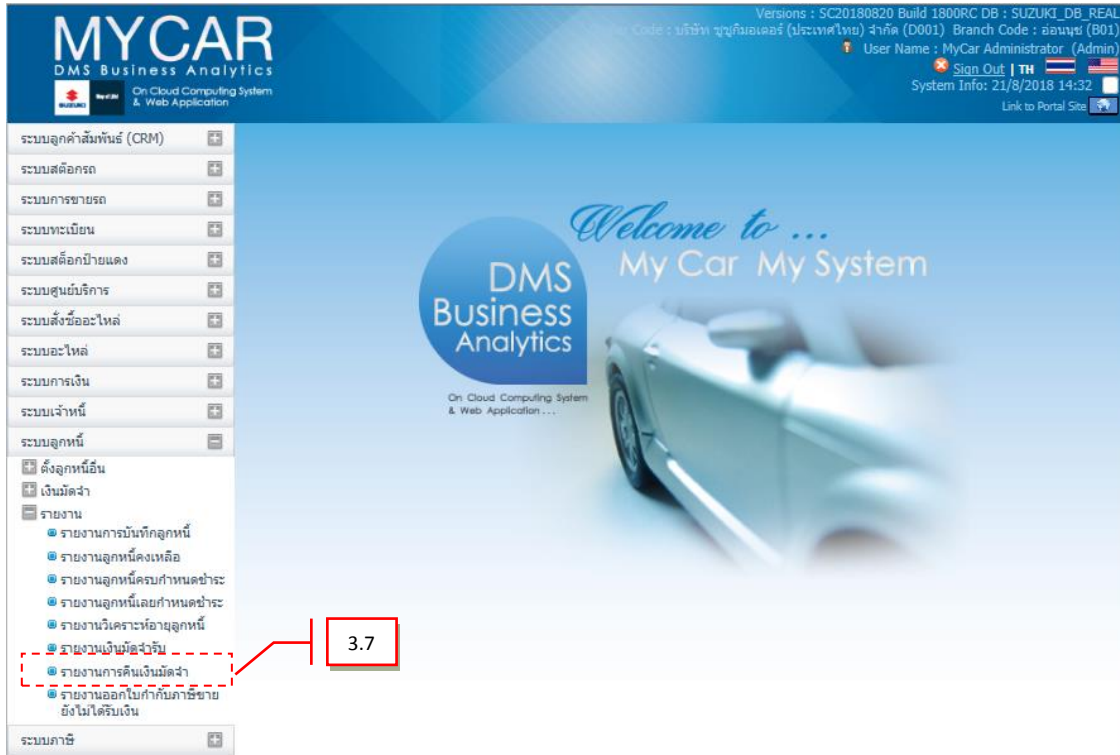 MYCAR
DMS Business Analytics
On Cloud Computing System
& Web Application
SUZUKI
Way of Life!
Versions : SC20180820 Build 1800RC DB : SUZUKI_DB_REAL
Code : บริษัท ซูซูกิมอเตอร์ (ประเทศไทย) จำกัด (D001) Branch Code : อ่อนนุช (B01)
User Name : MyCar Administrator (Admin)
Sign Out | TH
System Info: 21/8/2018 14:32
Link to Portal Site
ระบบลูกค้าสัมพันธ์ (CRM)
ระบบสต๊อกรถ
ระบบการขายรถ
ระบบทะเบียน
ระบบสต็อกป้ายแดง
ระบบศูนย์บริการ
ระบบสั่งซื้ออะไหล่
ระบบอะไหล่
ระบบการเงิน
ระบบเจ้าหนี้
ระบบลูกหนี้
ตั้งลูกหนี้อื่น
เงินมัดจำ
รายงาน
รายงานการบันทึกลูกหนี้
รายงานลูกหนี้คงเหลือ
รายงานลูกหนี้ครบกำหนดชำระ
รายงานลูกหนี้เลยกำหนดชำระ
รายงานวิเคราะห์อายุลูกหนี้
รายงานเงินมัดจำรับ
รายงานการคืนเงินมัดจำ
รายงานออกใบกำกับภาษีขาย
ยังไม่ได้รับเงิน
ระบบภาษี
Welcome to ...
My Car My System
DMS
Business
Analytics
On Cloud Computing System
& Web Application ...
3.7